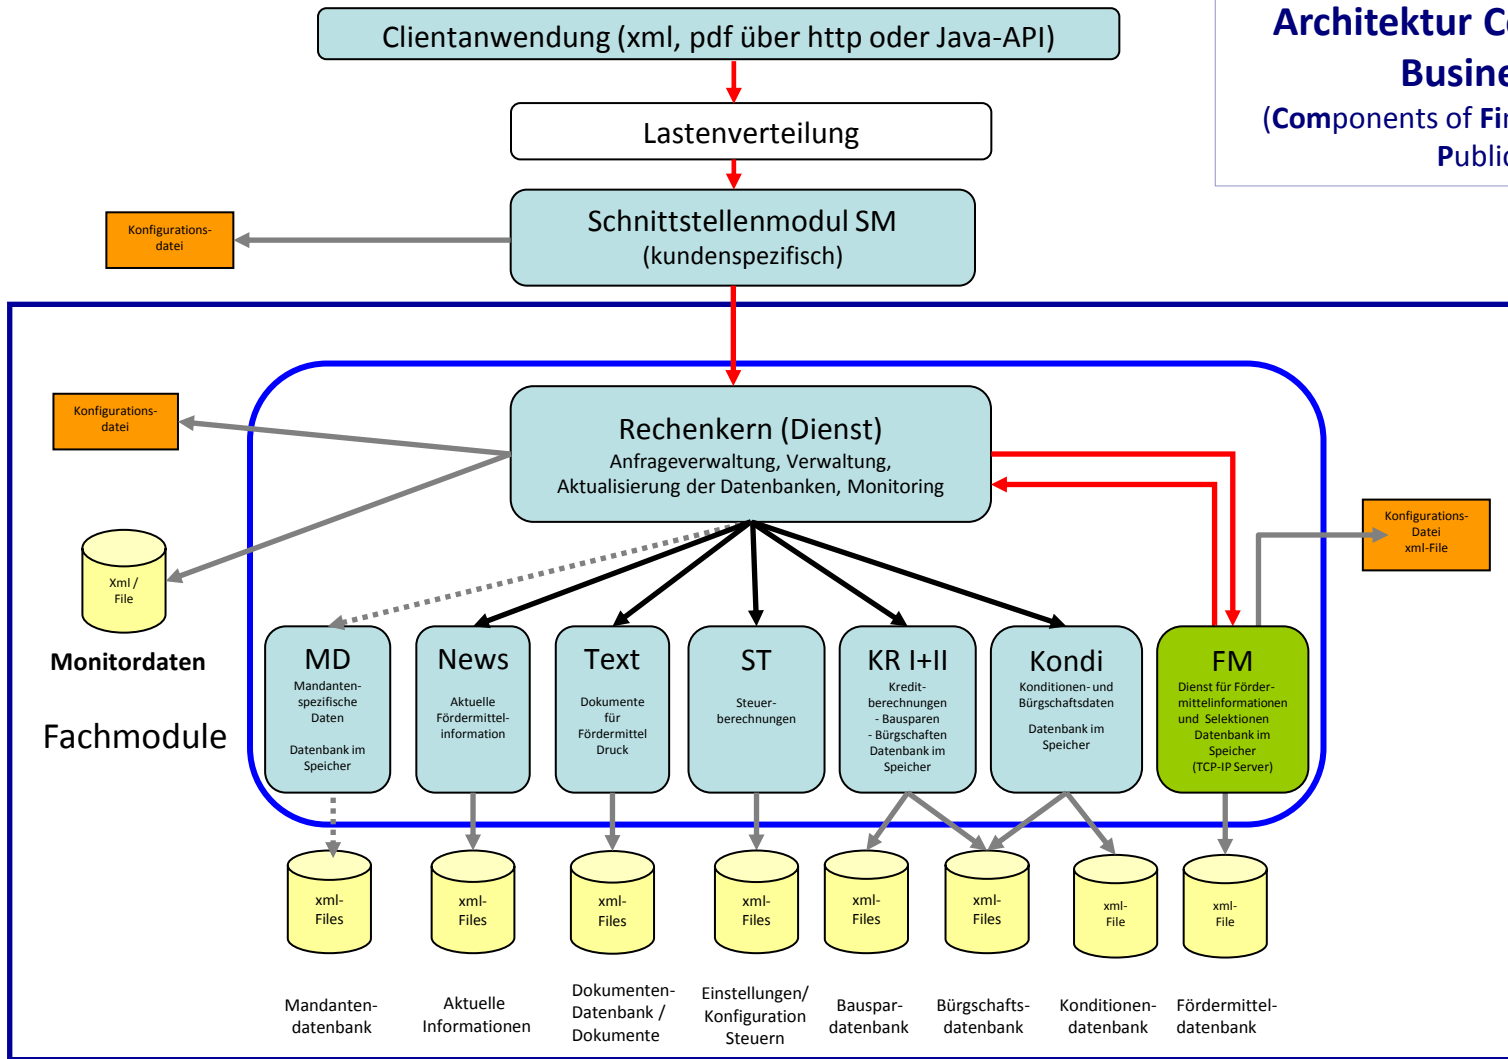 Architektur
Clientanwendung (xml, pdf über http oder Java-API)
(Components of
Lastenverteilung
Schnittstellenmodul SM
(kundenspezifisch)
Konfigurations-
datei
Rechenkern (Dienst)
Anfrageverwaltung, Verwaltung,
Aktualisierung der Datenbanken, Monitoring
Konfigurations-
datei
Konfigurations-
Datei
xml-File
Xml /
File
Monitordaten
Fachmodule
MD
Mandanten-
spezifische
Daten
Datenbank im
Speicher
News
Aktuelle
Fördermittel-
information
Text
Dokumente
für
Fördermittel
Druck
ST
Steuer-
berechnungen
KR I+II
Kredit-
berechnungen
- Bausparen
- Bürgschaften
Datenbank im
Speicher
Kondi
Konditionen- und
Bürgschaftsdaten
Datenbank im
Speicher
FM
Dienst für Förder-
mittelinformationen
und Selektionen
Datenbank im
Speicher
(TCP-IP Server)
xml-
Files
xml-
Files
xml-
Files
xml-
Files
xml-
Files
xml-
Files
xml-
File
xml-
File
Mandanten-
datenbank
Aktuelle
Informationen
Dokumenten-
Datenbank /
Dokumente
Einstellungen/
Konfiguration
Steuern
Bauspar-
datenbank
Bürgschafts-
datenbank
Konditionen-
datenbank
Fördermittel-
datenbank